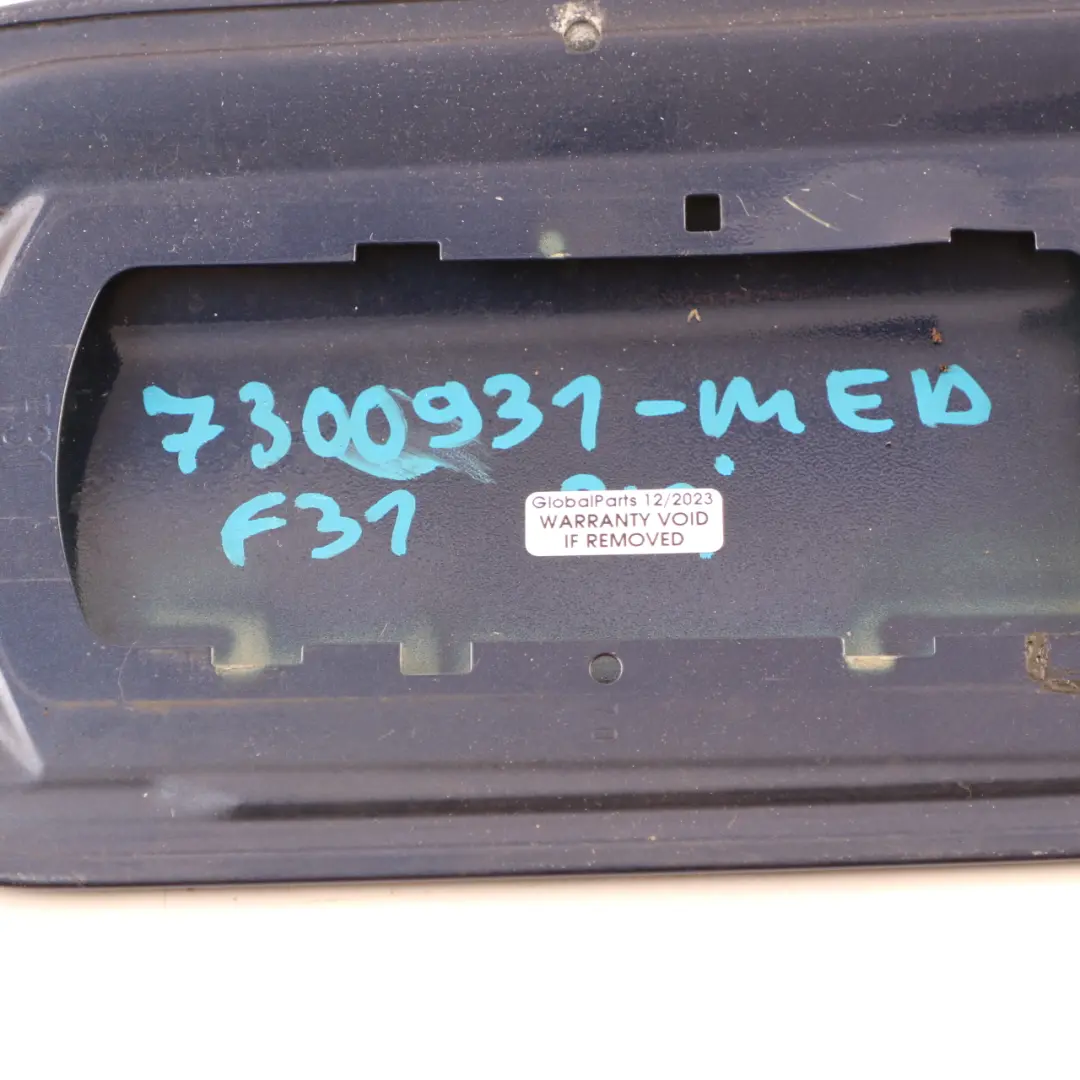 7300931-MED
F31
GlobalParts 12/2023
WARRANTY VOID
IF REMOVED